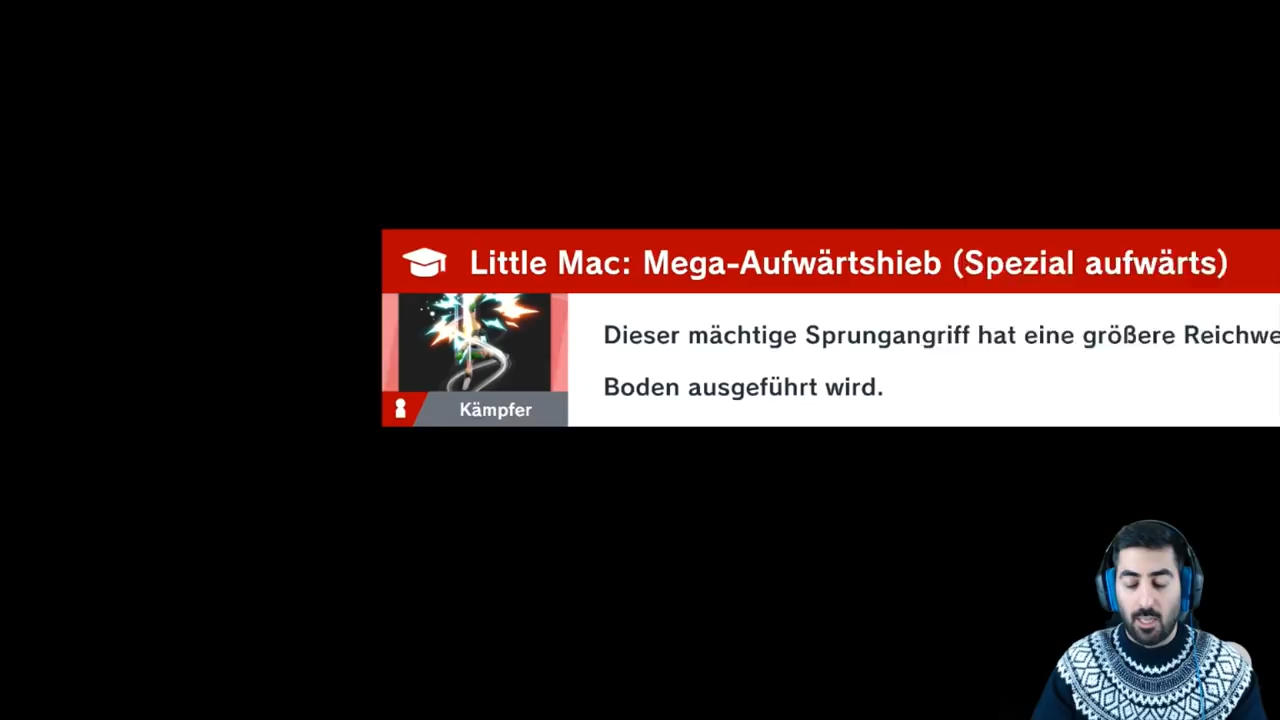 Little Mac: Mega-Aufwärtshieb (Spezial aufwärts)
Dieser mächtige Sprungangriff hat eine größere
Boden ausgeführt wird.
Kämpfer